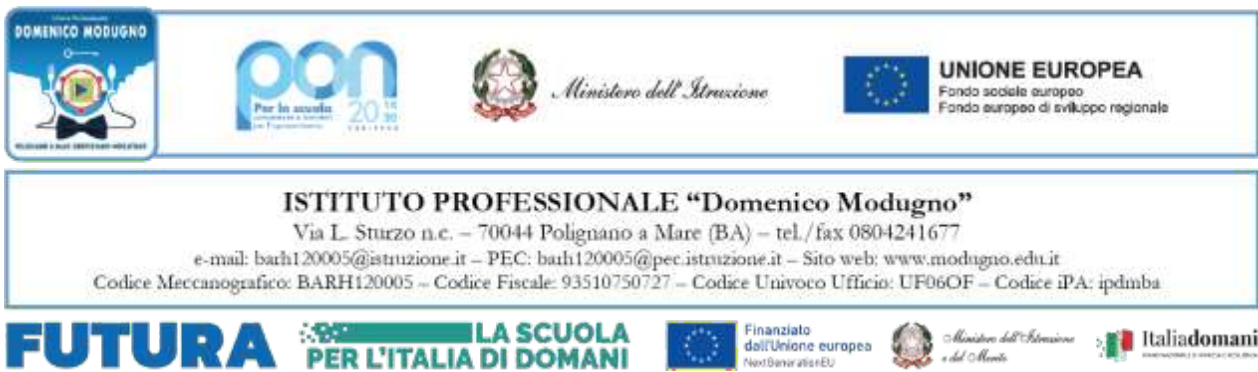 DOMENICO MODUGNO
pon
Per la scuola
2014
2020
Ministero dell'Istruzione
UNIONE EUROPEA
Fondo sociale europeo
Fondo europeo di sviluppo regionale
ISTITUTO PROFESSIONALE “Domenico Modugno”
Via L. Sturzo n.c. – 70044 Polignano a Mare (BA) – tel./fax 0804241677
e-mail: barh120005@istruzione.it – PEC: barh120005@pec.istruzione.it – Sito web: www.modugno.edu.it
Codice Meccanografico: BARH120005 – Codice Fiscale: 93510750727 – Codice Univoco Ufficio: UF06OF – Codice iPA: ipdmba
FUTURA
LA SCUOLA
PER L'ITALIA DI DOMANI
Finanziato
dall'Unione europea
NextGenerationEU
Ministero dell'Istruzione
e del Merito
Italiadomani